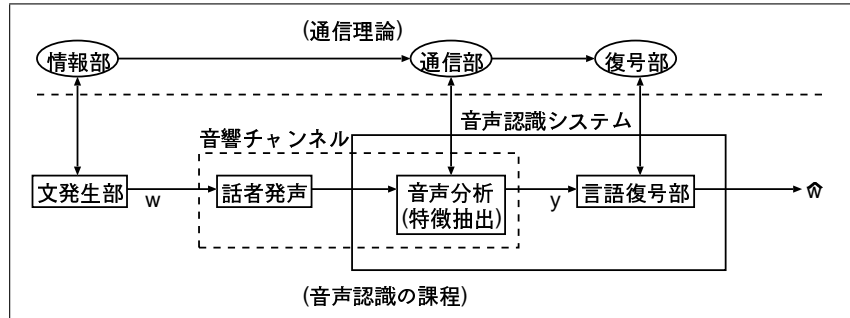 (通信理論)
情報部
通信部
復号部
音声認識システム
音響チャンネル
文発生部
w
話者発声
音声分析
(特徴抽出)
y
言語復号部
ŵ
(音声認識の課程)